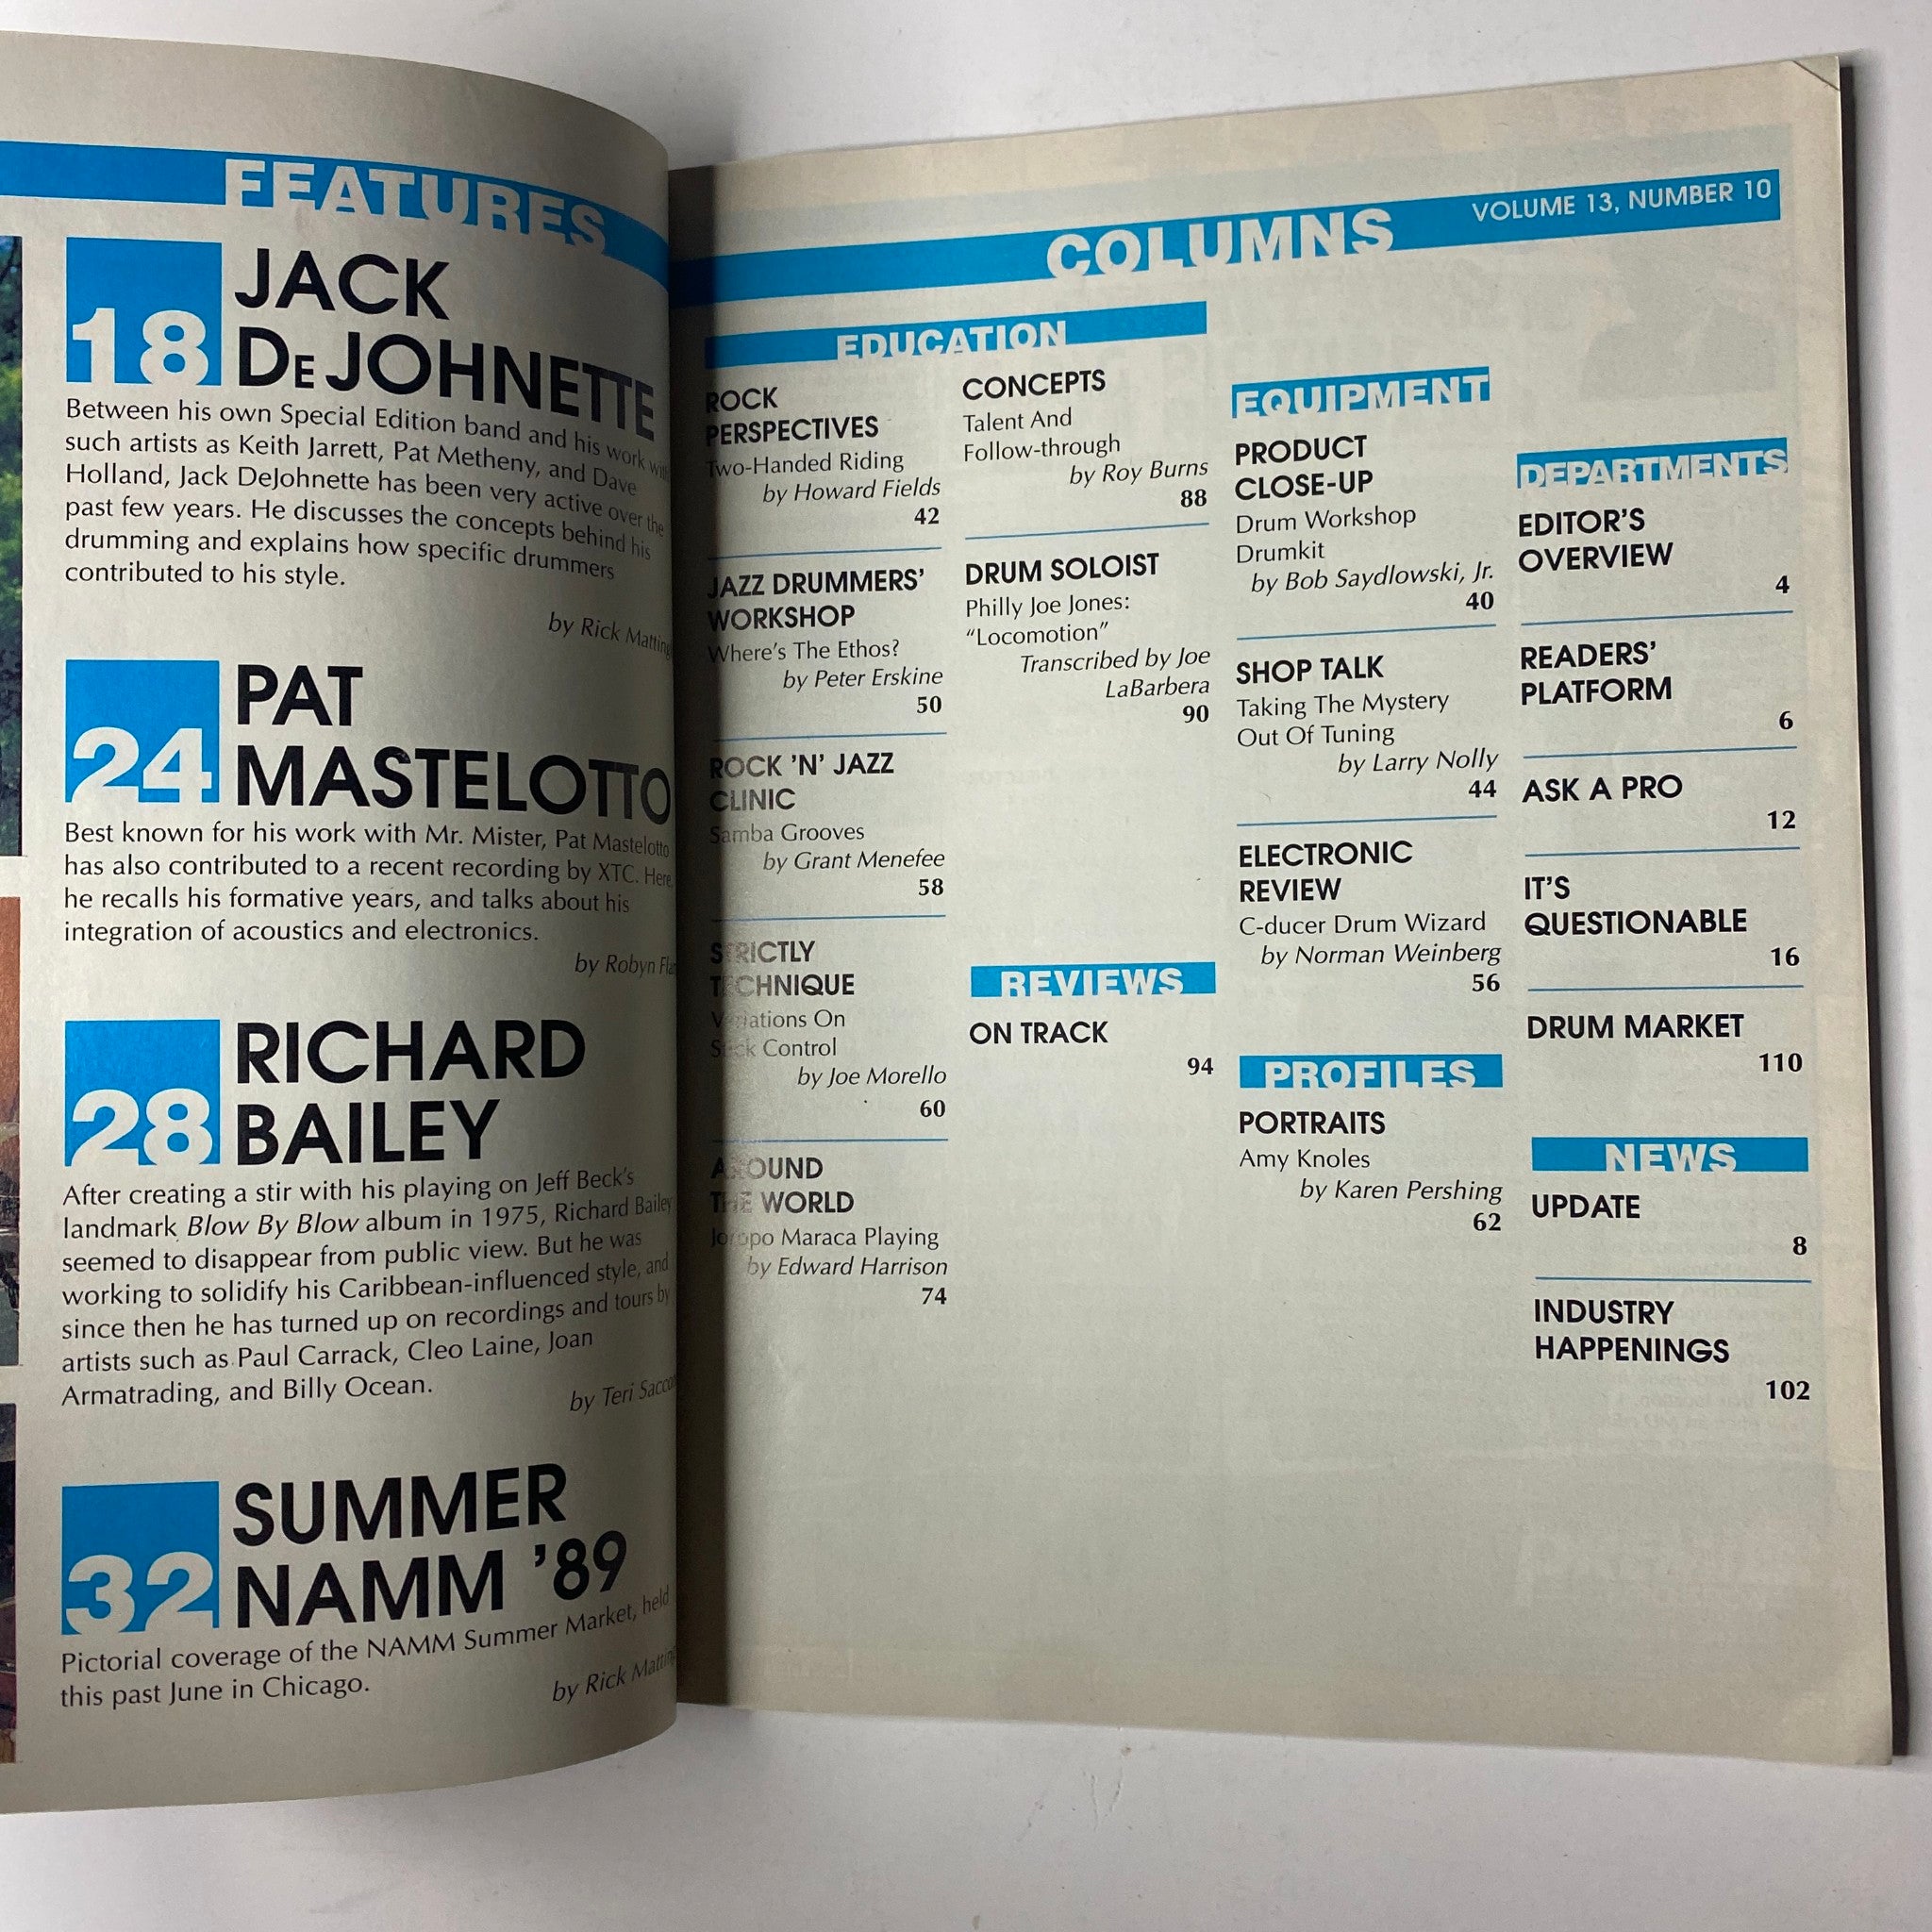 FEATURES
18
JACK
DEJOHNETTE
Between his own Special Edition band and his work with
such artists as Keith Jarrett, Pat Metheny, and Dave
Holland, Jack DeJohnette has been very active over the
past few years. He discusses the concepts behind his
drumming and explains how specific drummers
contributed to his style.
by Rick
24
PAT
MASTELOTTO
Best known for his work with Mr. Mister, Pat Mastelotto
has also contributed to a recent recording by XTC. Here,
he recalls his formative years, and talks about his
integration of acoustics and electronics.
by Robyn
28
RICHARD
BAILEY
After creating a stir with his playing on Jeff Beck's
landmark Blow By Blow album in 1975, Richard Bailey
seemed to disappear from public view. But he was
working to solidify his Caribbean-influenced style, and
since then he has turned up on recordings and tours by
artists such as Paul Carrack, Cleo Laine, Joan
Armatrading, and Billy Ocean.
by Teri
32
SUMMER
NAMM '89
Pictorial coverage of the NAMM Summer Market, held
this past June in Chicago.
by Rick
COLUMNS
VOLUME 13, NUMBER 10
EDUCATION
ROCK
PERSPECTIVES
Two-Handed Riding
by Howard Fields
42
JAZZ DRUMMERS'
WORKSHOP
Where's The Ethos?
by Peter Erskine
50
ROCK 'N' JAZZ
CLINIC
Samba Grooves
by Grant Menefee
58
STRICTLY
TECHNIQUE
Variations On
Stick Control
by Joe Morello
60
AROUND
THE WORLD
Joropo Maraca Playing
by Edward Harrison
74
CONCEPTS
Talent And
Follow-through
by Roy Burns
88
DRUM SOLOIST
Philly Joe Jones:
"Locomotion"
Transcribed by Joe
LaBarbera
90
REVIEWS
ON TRACK
94
EQUIPMENT
PRODUCT
CLOSE-UP
Drum Workshop
Drumkit
by Bob Saydlowski, Jr.
40
SHOP TALK
Taking The Mystery
Out Of Tuning
by Larry Nolly
44
ELECTRONIC
REVIEW
C-ducer Drum Wizard
by Norman Weinberg
56
PROFILES
PORTRAITS
Amy Knoles
by Karen Pershing
62
DEPARTMENTS
EDITOR'S
OVERVIEW
4
READERS'
PLATFORM
6
ASK A PRO
12
IT'S
QUESTIONABLE
16
DRUM MARKET
110
NEWS
UPDATE
8
INDUSTRY
HAPPENINGS
102